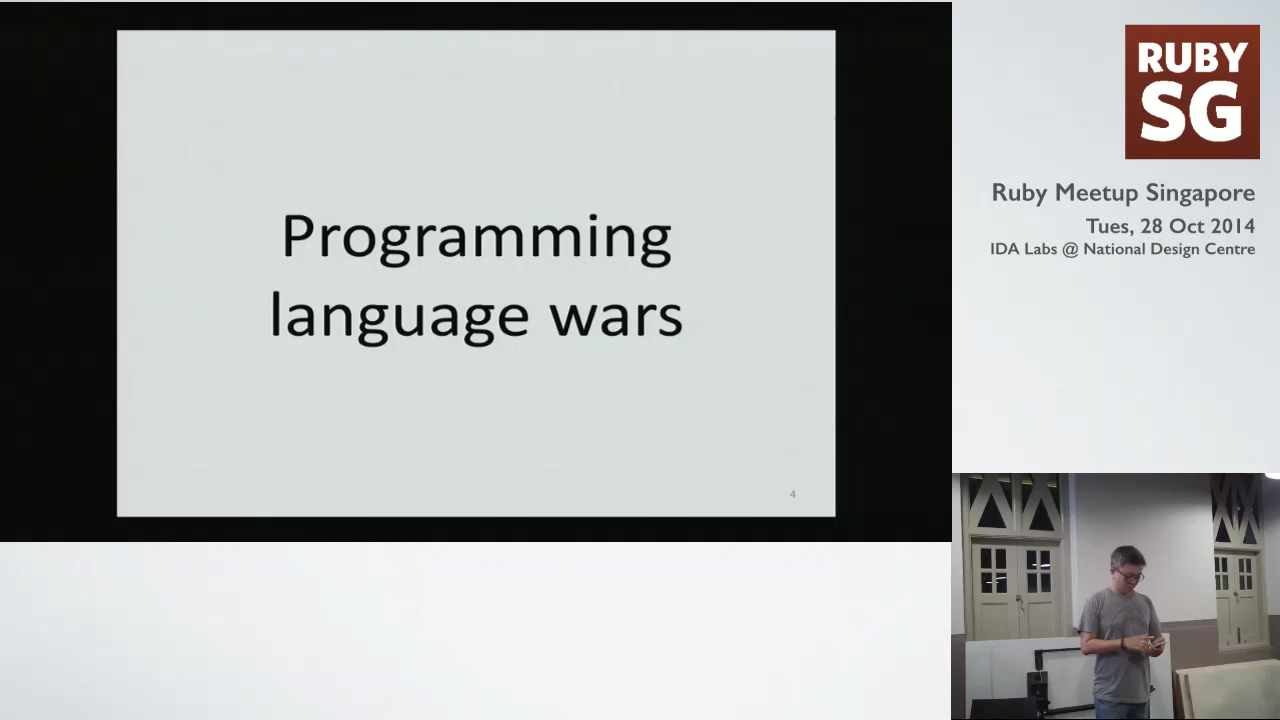 Programming
language wars
4
RUBY
SG
Ruby Meetup Singapore
Tues, 28 Oct 2014
IDA Labs @ National Design Centre